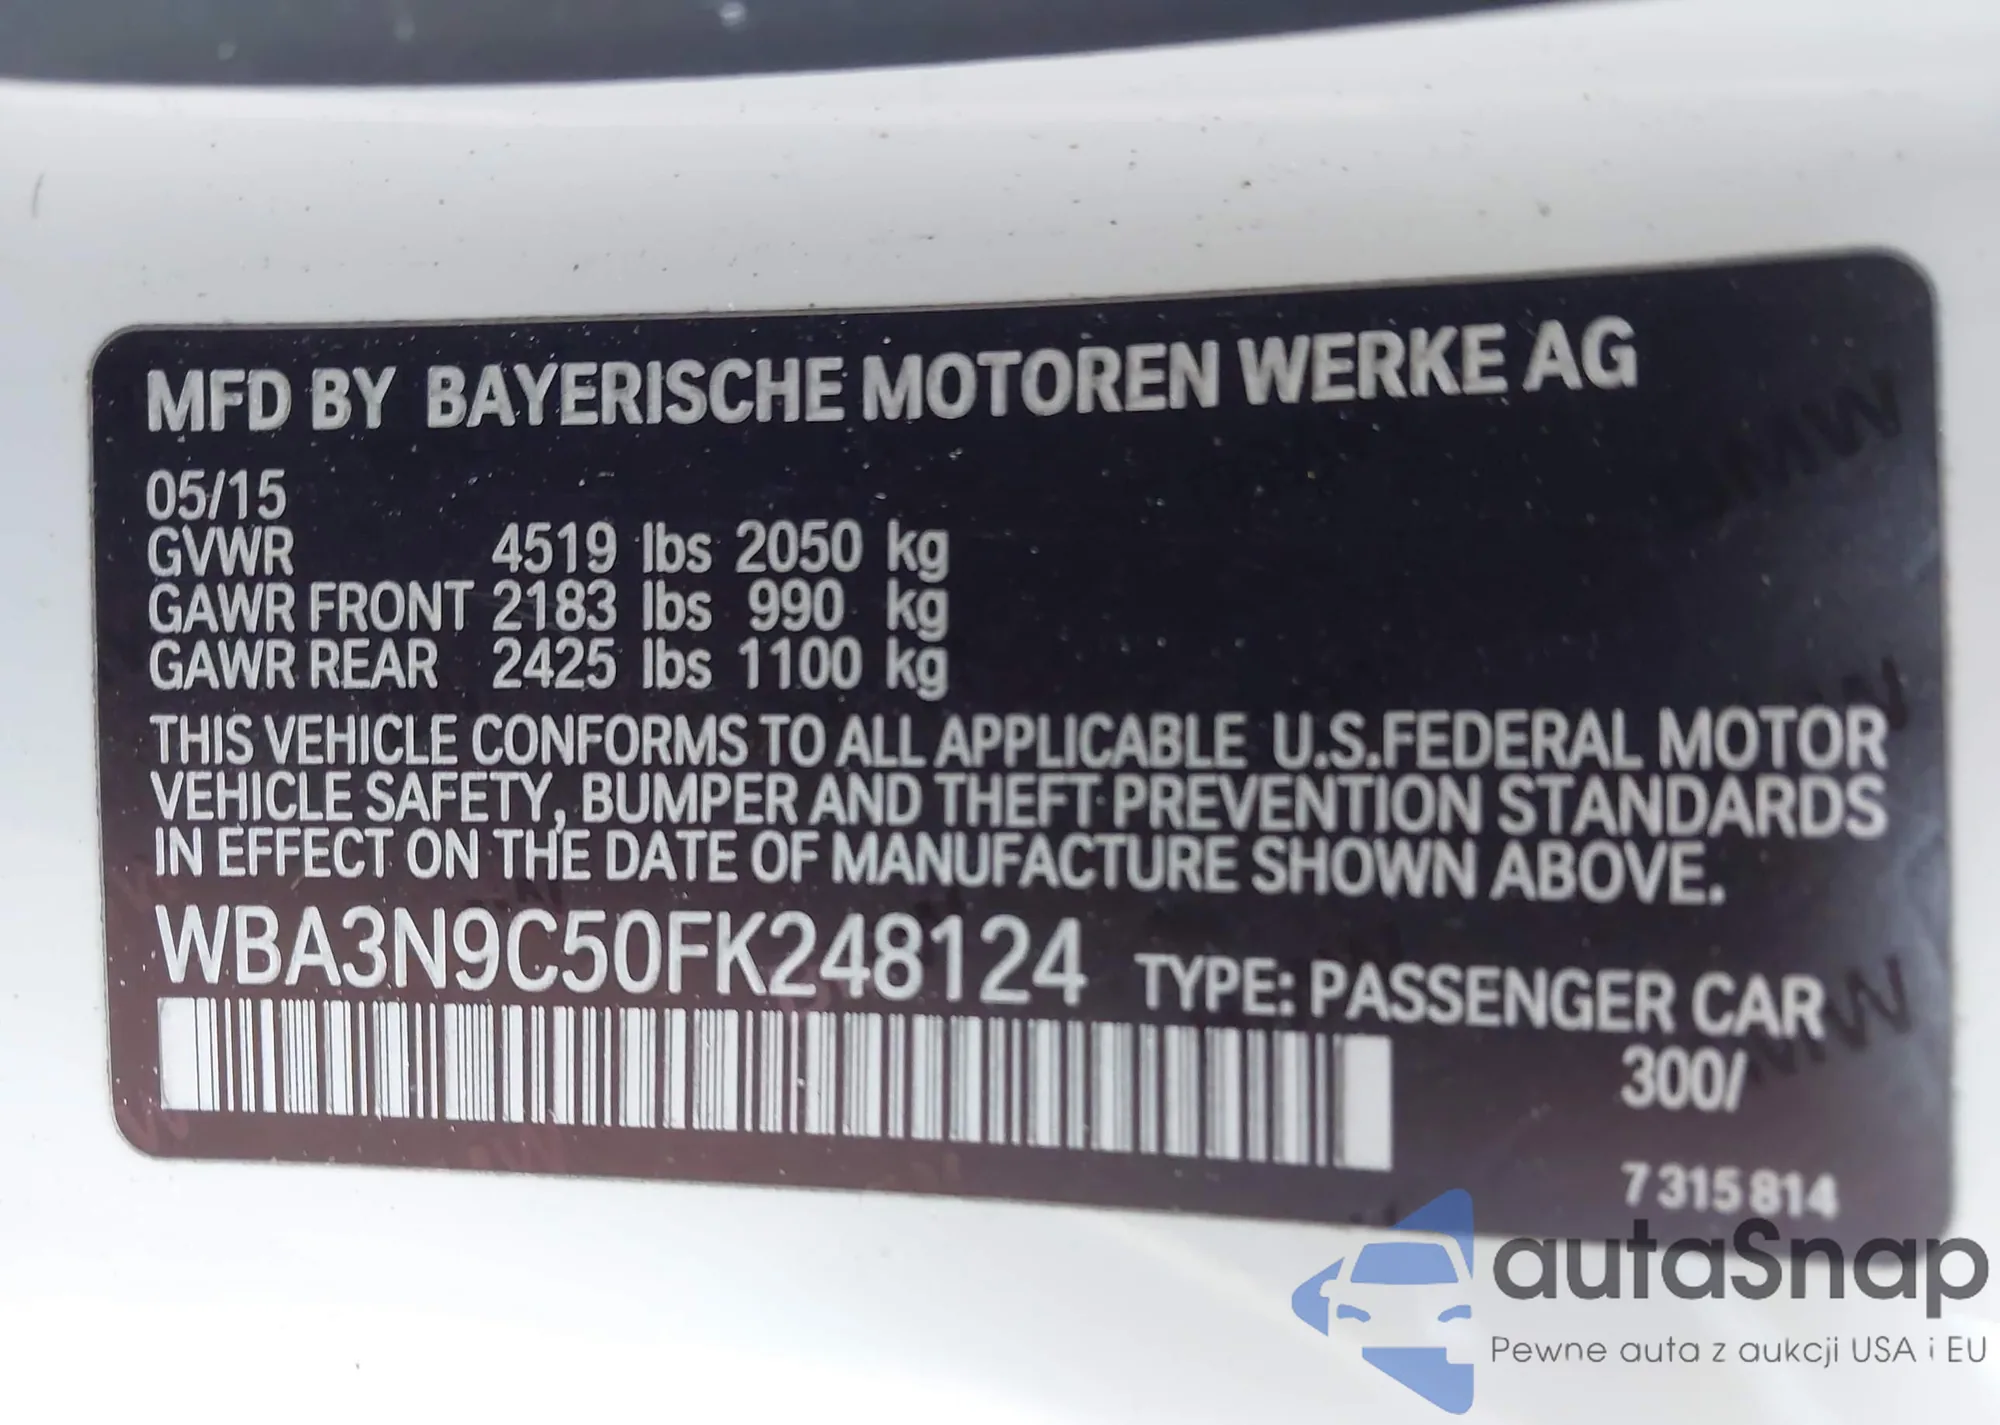 MFD BY BAYERISCHE MOTOREN WERKE AG
05/15
GVWR 4519 lbs 2050 kg
GAWR FRONT 2183 lbs 990 kg
GAWR REAR 2425 lbs 1100 kg
THIS VEHICLE CONFORMS TO ALL APPLICABLE U.S.FEDERAL MOTOR
VEHICLE SAFETY, BUMPER AND THEFT PREVENTION STANDARDS
IN EFFECT ON THE DATE OF MANUFACTURE SHOWN ABOVE.
WBA3N9C50FK248124 TYPE: PASSENGER CAR
300/
7 315 814
autaSnap
Pewne auta z aukcji USA i EU